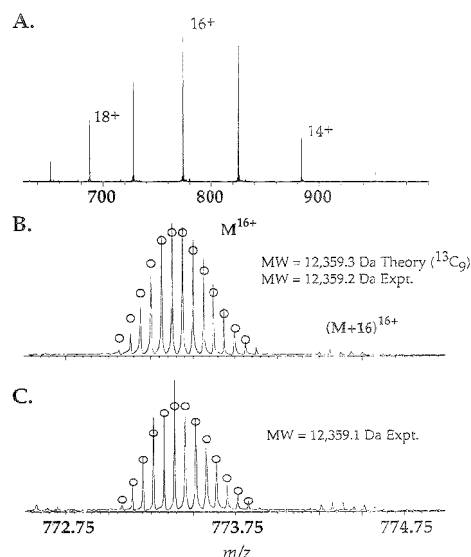 A.
16+
18+
14+
700 800 900
B.
M16+
MW = 12,359.3 Da Theory (13C9)
MW = 12,359.2 Da Expt.
(M+16)16+
C.
MW = 12,359.1 Da Expt.
772.75 773.75 774.75
m/z